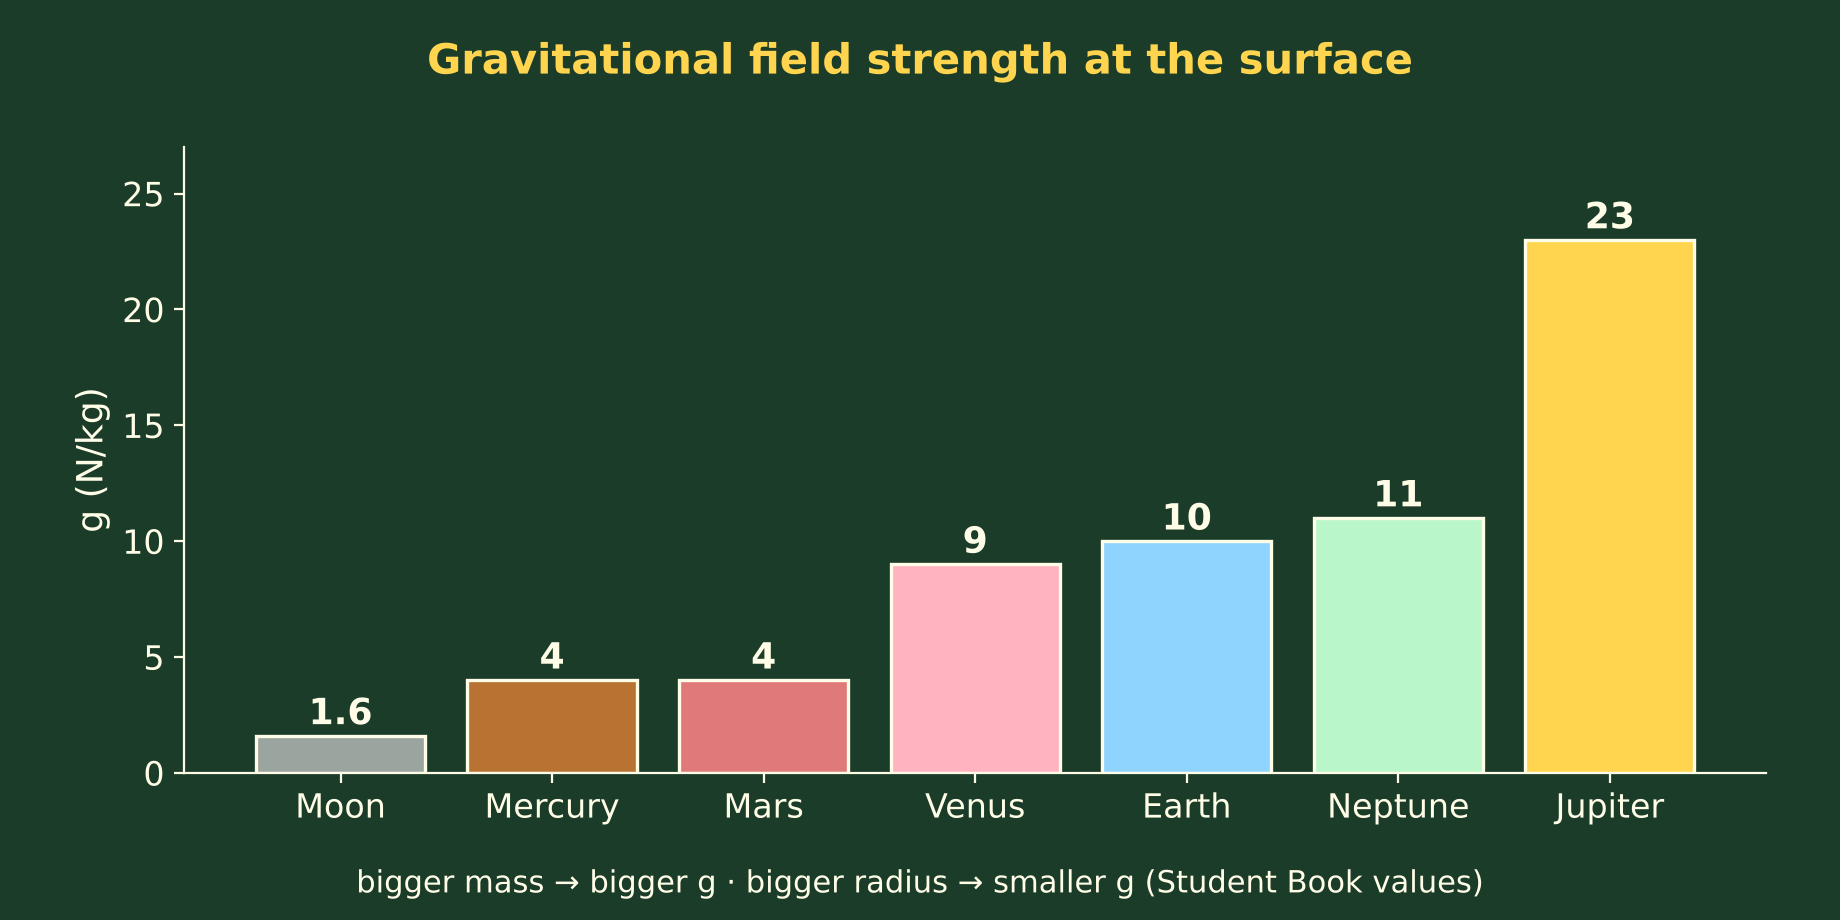 Gravitational field strength at the surface
g (N/kg)
25
20
15
10
5
0
1.6
4
4
9
10
11
23
Moon
Mercury
Mars
Venus
Earth
Neptune
Jupiter
bigger mass → bigger g · bigger radius → smaller g (Student Book values)